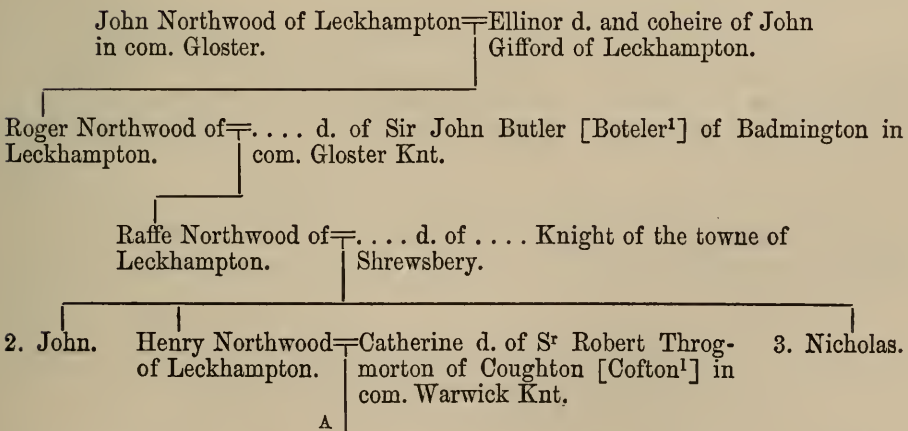 John Northwood of Leckhampton=Ellinor d. and coheire of John
in com. Gloster. Gifford of Leckhampton.
Roger Northwood of=. . . . d. of Sir John Butler [Boteler¹] of Badmington in
Leckhampton. com. Gloster Knt.
Raffe Northwood of=. . . . d. of . . . . Knight of the towne of
Leckhampton. Shrewsbery.
2. John. Henry Northwood=Catherine d. of Sʳ Robert Throg- 3. Nicholas.
of Leckhampton. morton of Coughton [Cofton¹] in
com. Warwick Knt.
A